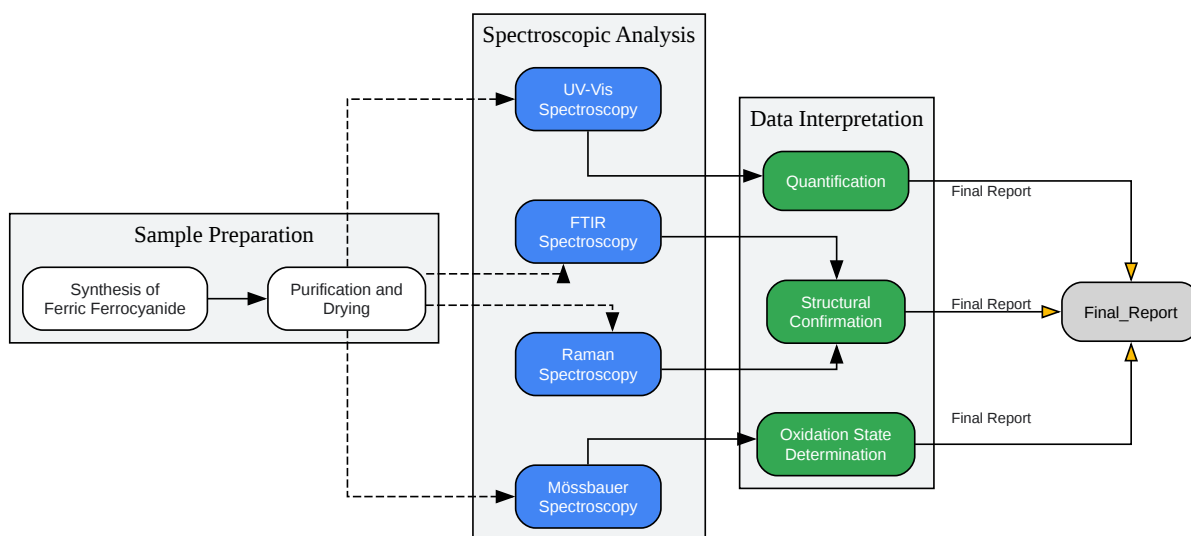 Spectroscopic Analysis
UV-Vis
Spectroscopy
Data Interpretation
Quantification
Final Report
FTIR
Spectroscopy
Sample Preparation
Synthesis of
Ferric Ferrocyanide
Purification and
Drying
Structural
Confirmation
Final Report
Final_Report
Raman
Spectroscopy
Oxidation State
Determination
Final Report
Mössbauer
Spectroscopy